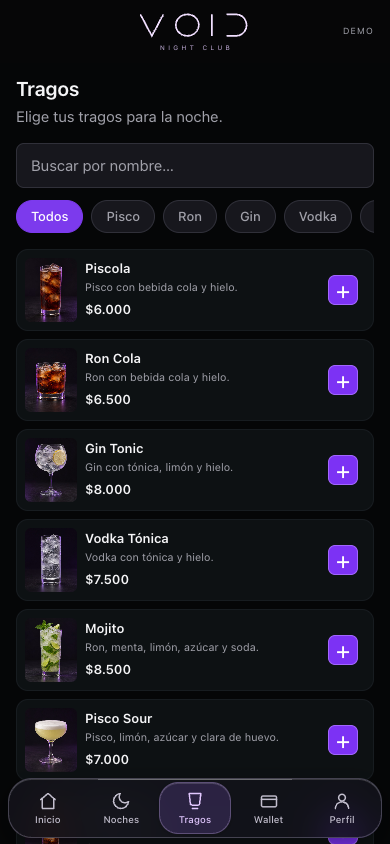 VOID
NIGHT CLUB
DEMO
Tragos
Elige tus tragos para la noche.
Buscar por nombre...
Todos
Pisco
Ron
Gin
Vodka
Piscola
Pisco con bebida cola y hielo.
$6.000
Ron Cola
Ron con bebida cola y hielo.
$6.500
Gin Tonic
Gin con tónica, limón y hielo.
$8.000
Vodka Tónica
Vodka con tónica y hielo.
$7.500
Mojito
Ron, menta, limón, azúcar y soda.
$8.500
Pisco Sour
Pisco, limón, azúcar y clara de huevo.
$7.000
Inicio
Noches
Tragos
Wallet
Perfil